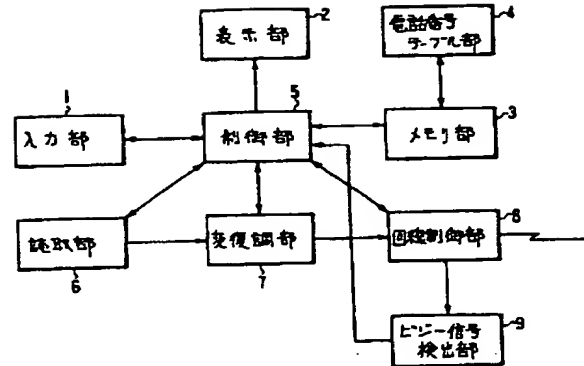 2
表示部
4
電話番号
テーブル部
1
入力部
5
制御部
メモリ部
3
読取部
6
変復調部
7
回線制御部
8
ビジー信号
検出部
9